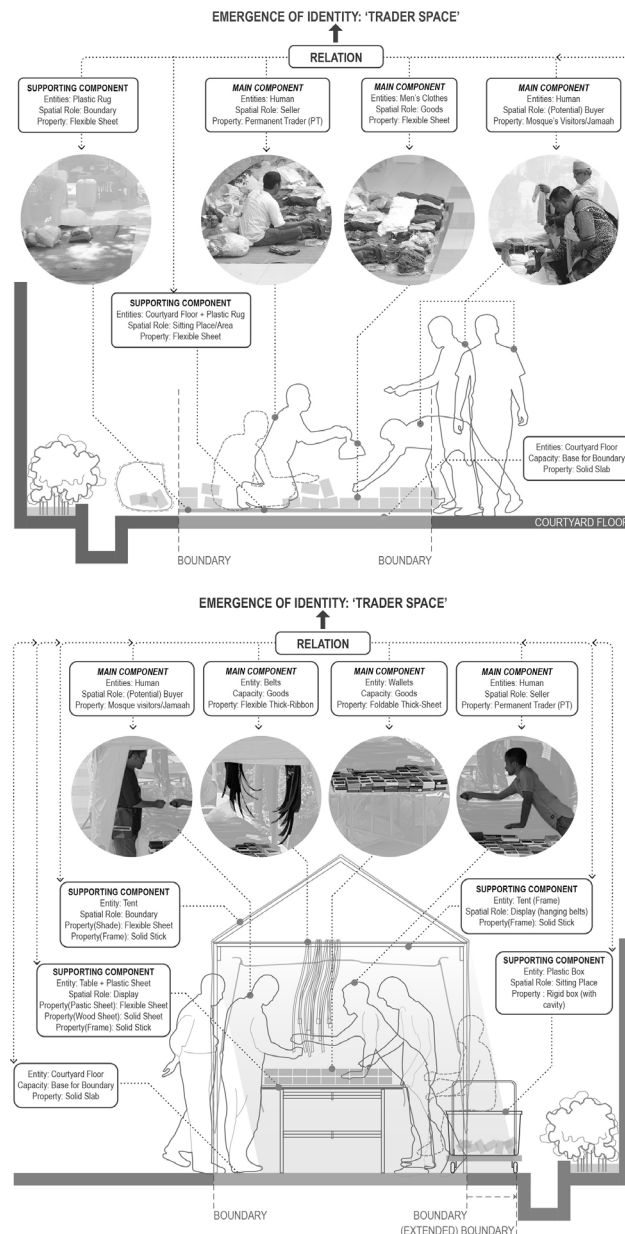 EMERGENCE OF IDENTITY: 'TRADER SPACE'
RELATION
SUPPORTING COMPONENT
Entities: Plastic Rug
Spatial Role: Boundary
Property: Flexible Sheet
MAIN COMPONENT
Entities: Human
Spatial Role: Seller
Property: Permanent Trader (PT)
MAIN COMPONENT
Entities: Men's Clothes
Spatial Role: Goods
Property: Flexible Sheet
MAIN COMPONENT
Entities: Human
Spatial Role: (Potential) Buyer
Property: Mosque's Visitors/Jamaah
SUPPORTING COMPONENT
Entities: Courtyard Floor + Plastic Rug
Spatial Role: Sitting Place/Area
Property: Flexible Sheet
Entities: Courtyard Floor
Capacity: Base for Boundary
Property: Solid Slab
COURTYARD FLOOR
BOUNDARY
BOUNDARY
EMERGENCE OF IDENTITY: 'TRADER SPACE'
RELATION
MAIN COMPONENT
Entities: Human
Spatial Role: (Potential) Buyer
Property: Mosque visitors/Jamaah
MAIN COMPONENT
Entity: Belts
Capacity: Goods
Property: Flexible Thick-Ribbon
MAIN COMPONENT
Entity: Wallets
Capacity: Goods
Property: Foldable Thick-Sheet
MAIN COMPONENT
Entities: Human
Spatial Role: Seller
Property: Permanent Trader (PT)
SUPPORTING COMPONENT
Entity: Tent
Spatial Role: Boundary
Property(Shade): Flexible Sheet
Property(Frame): Solid Stick
SUPPORTING COMPONENT
Entity: Tent (Frame)
Spatial Role: Display (hanging belts)
Property(Frame): Solid Stick
SUPPORTING COMPONENT
Entity: Table + Plastic Sheet
Spatial Role: Display
Property(Pastic Sheet): Flexible Sheet
Property(Wood Sheet): Solid Sheet
Property(Frame): Solid Stick
SUPPORTING COMPONENT
Entity: Plastic Box
Spatial Role: Sitting Place
Property : Rigid box (with
cavity)
Entity: Courtyard Floor
Capacity: Base for Boundary
Property: Solid Slab
BOUNDARY
BOUNDARY
(EXTENDED) BOUNDARY